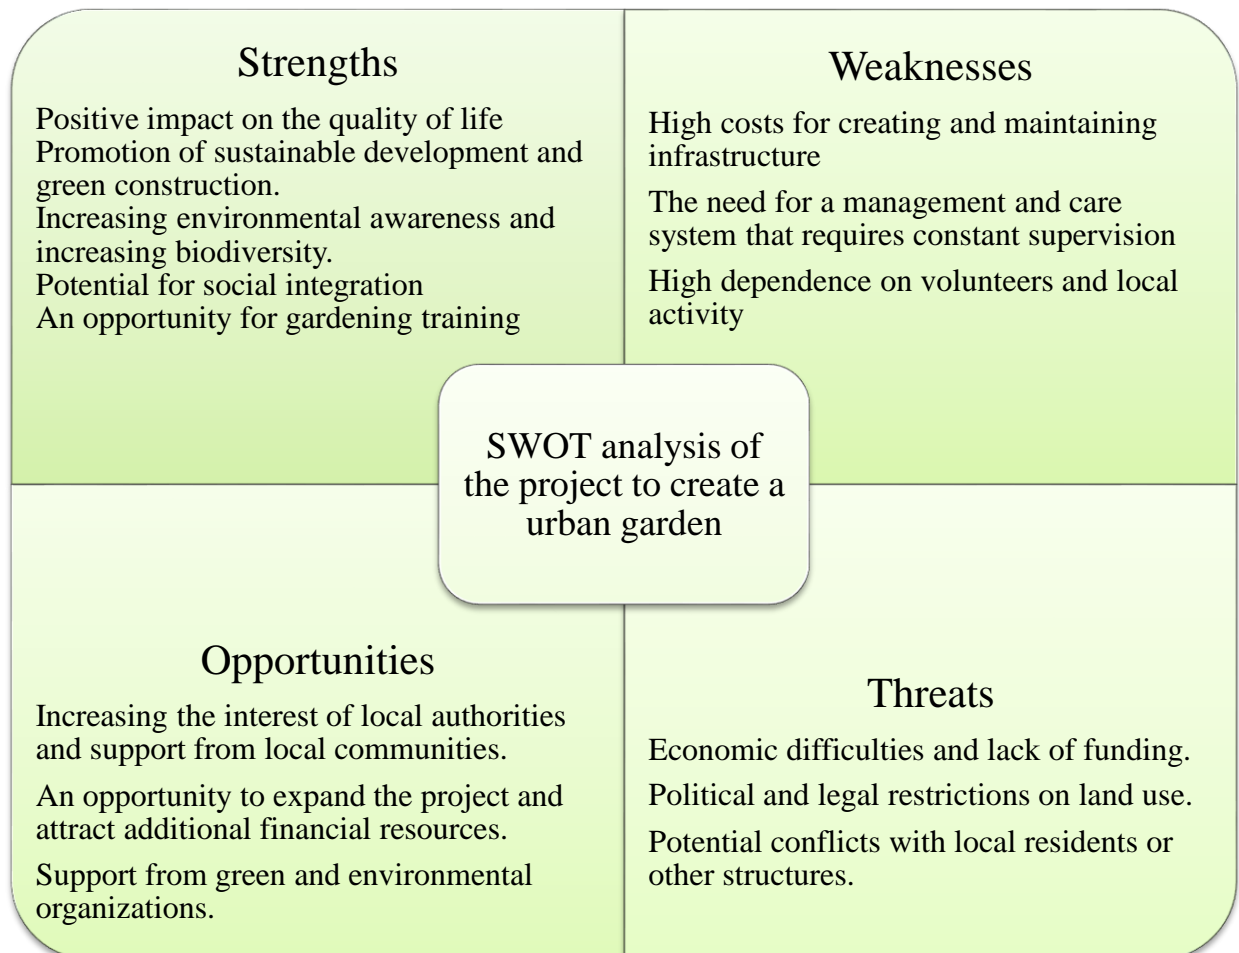 Strengths
Positive impact on the quality of life
Promotion of sustainable development and
green construction.
Increasing environmental awareness and
increasing biodiversity.
Potential for social integration
An opportunity for gardening training
Weaknesses
High costs for creating and maintaining
infrastructure
The need for a management and care
system that requires constant supervision
High dependence on volunteers and local
activity
SWOT analysis of
the project to create a
urban garden
Opportunities
Increasing the interest of local authorities
and support from local communities.
An opportunity to expand the project and
attract additional financial resources.
Support from green and environmental
organizations.
Threats
Economic difficulties and lack of funding.
Political and legal restrictions on land use.
Potential conflicts with local residents or
other structures.